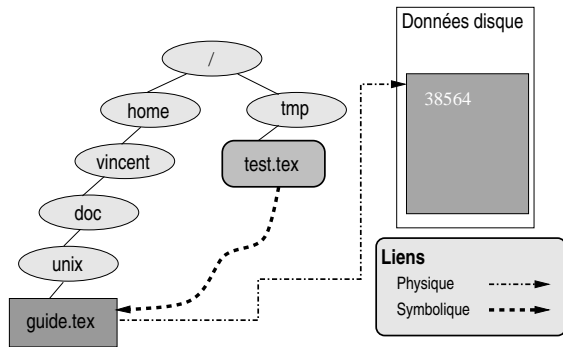 /
home
tmp
vincent
test.tex
doc
unix
guide.tex
Données disque
38564
Liens
Physique
Symbolique